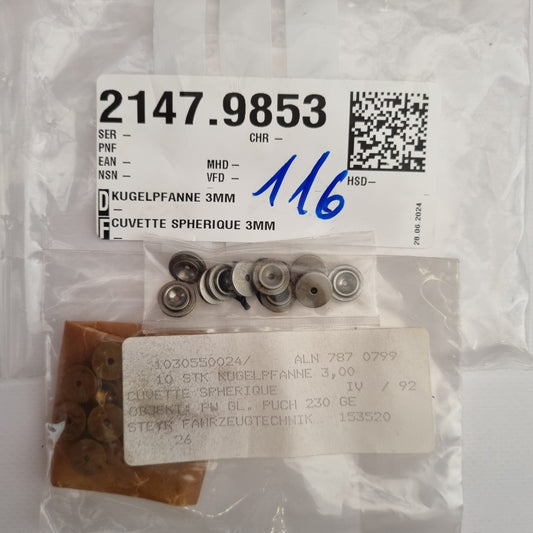 2147.9853
SER – CHR –
PNF
EAN – MHD –
NSN – VFD – HSD–
116
D KUGELPFANNE 3MM
–
F CUVETTE SPHERIQUE 3MM
–
28.06.2024
1030550024/ ALN 787 0799
10 STK KUGELPFANNE 3,00
CUVETTE SPHERIQUE IV / 92
OBJEKT: PW GL. PUCH 230 GE
STEYR FAHRZEUGTECHNIK 153520
26